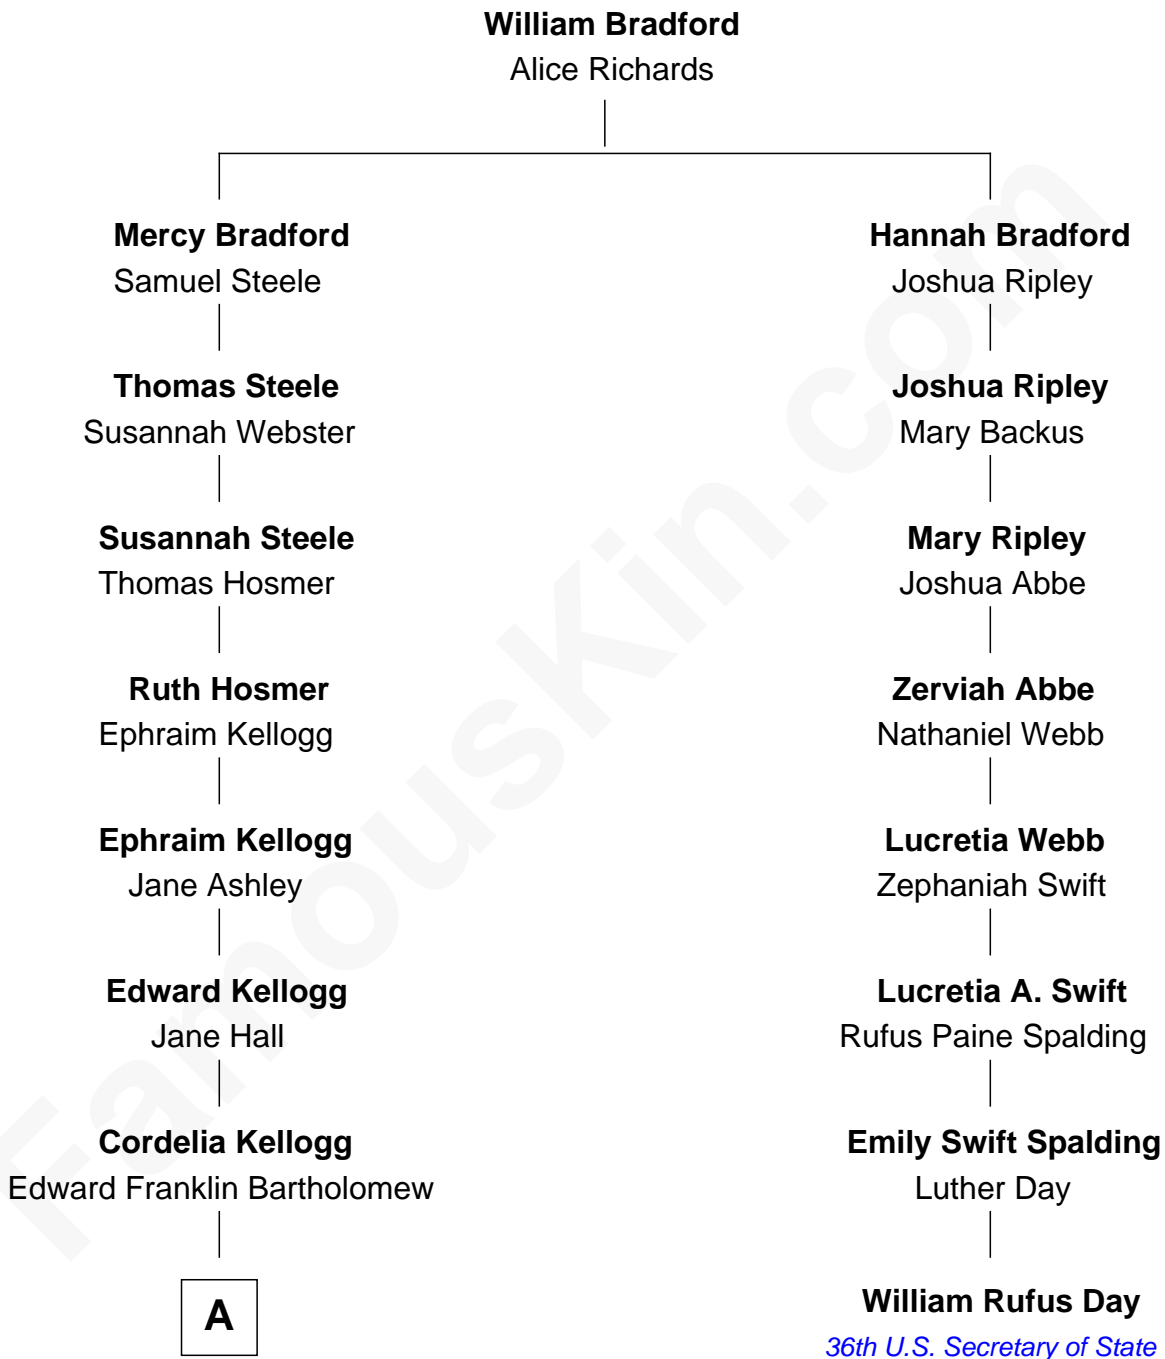 William Bradford
Alice Richards
Mercy Bradford
Samuel Steele
Hannah Bradford
Joshua Ripley
Thomas Steele
Susannah Webster
Joshua Ripley
Mary Backus
Susannah Steele
Thomas Hosmer
Mary Ripley
Joshua Abbe
Ruth Hosmer
Ephraim Kellogg
Zerviah Abbe
Nathaniel Webb
Ephraim Kellogg
Jane Ashley
Lucretia Webb
Zephaniah Swift
Edward Kellogg
Jane Hall
Lucretia A. Swift
Rufus Paine Spalding
Cordelia Kellogg
Edward Franklin Bartholomew
Emily Swift Spalding
Luther Day
A
William Rufus Day
36th U.S. Secretary of State
FamousKin.com